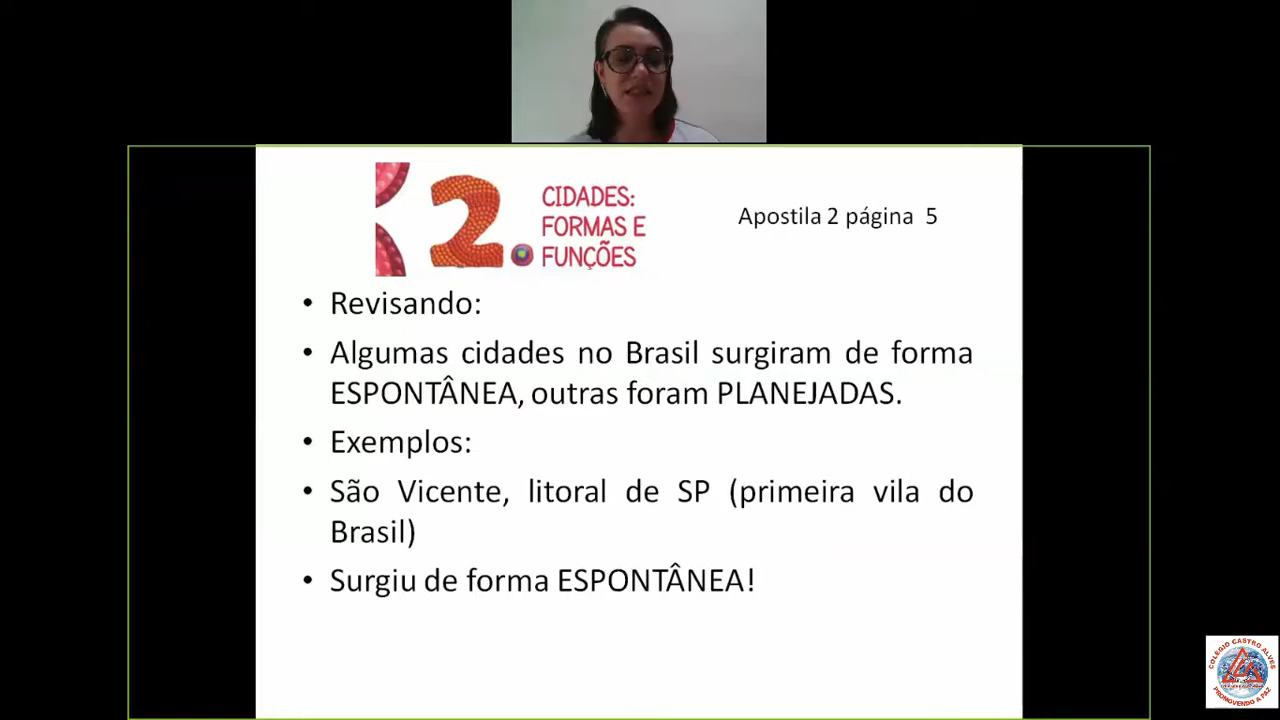 2.
CIDADES:
FORMAS E
FUNÇÕES
Apostila 2 página 5
• Revisando:
• Algumas cidades no Brasil surgiram de forma
ESPONTÂNEA, outras foram PLANEJADAS.
• Exemplos:
• São Vicente, litoral de SP (primeira vila do
Brasil)
• Surgiu de forma ESPONTÂNEA!
COLÉGIO CASTRO ALVES
PROMOVENDO A PAZ